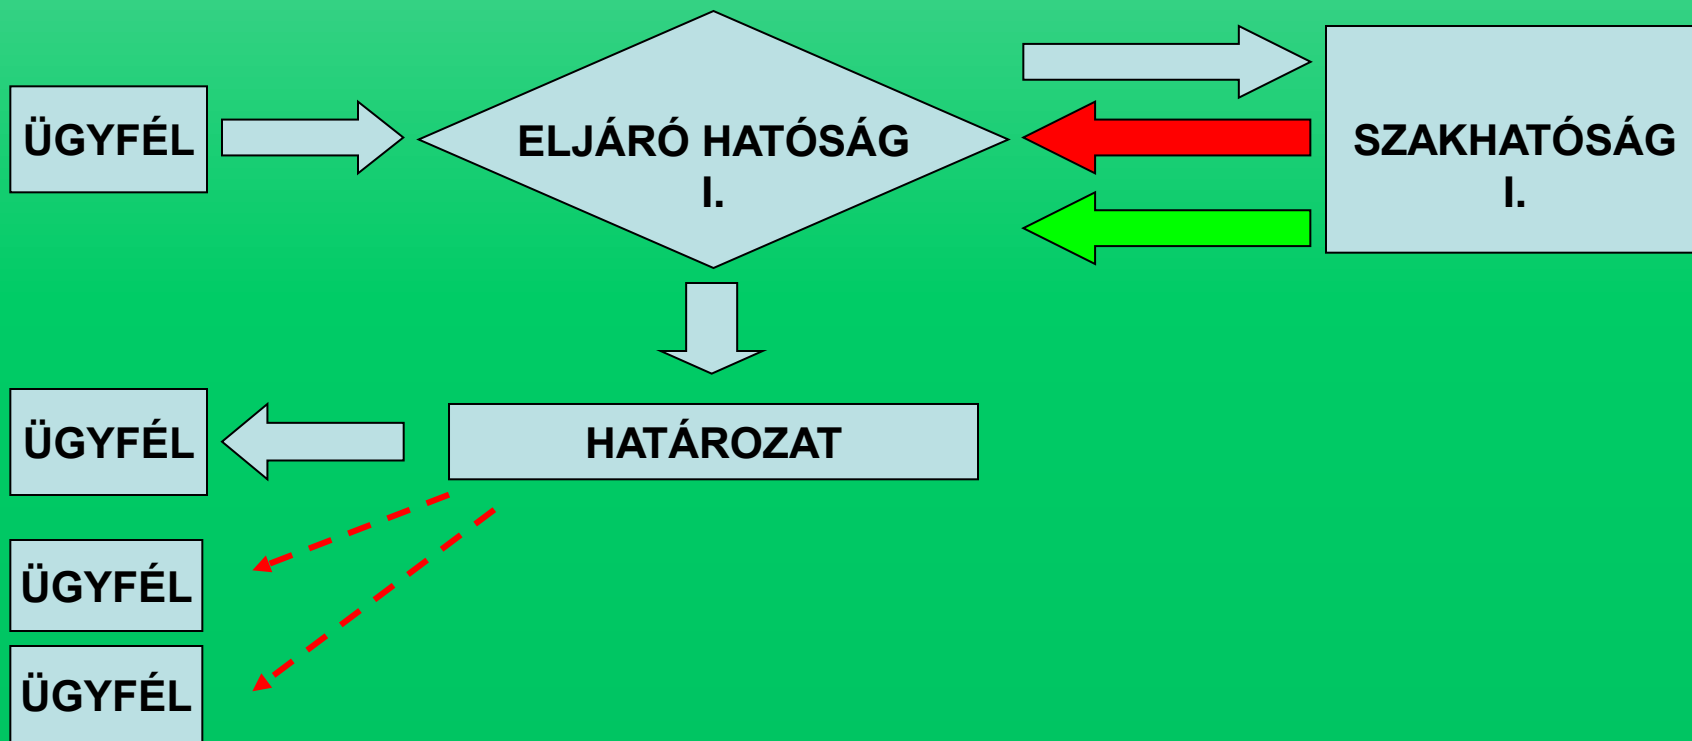 ÜGYFÉL
ELJÁRÓ HATÓSÁG
I.
SZAKHATÓSÁG
I.
ÜGYFÉL
HATÁROZAT
ÜGYFÉL
ÜGYFÉL